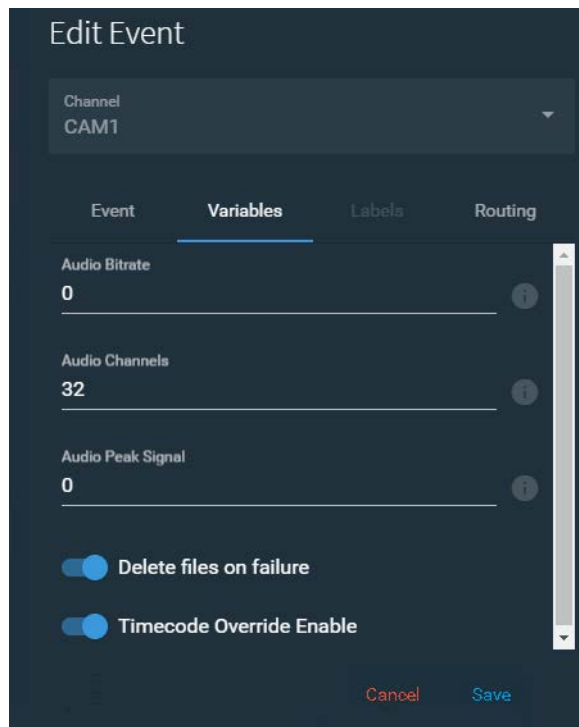 Edit Event
Channel
CAM1
Event Variables Labels Routing
Audio Bitrate
0
Audio Channels
32
Audio Peak Signal
0
Delete files on failure
Timecode Override Enable
Cancel Save